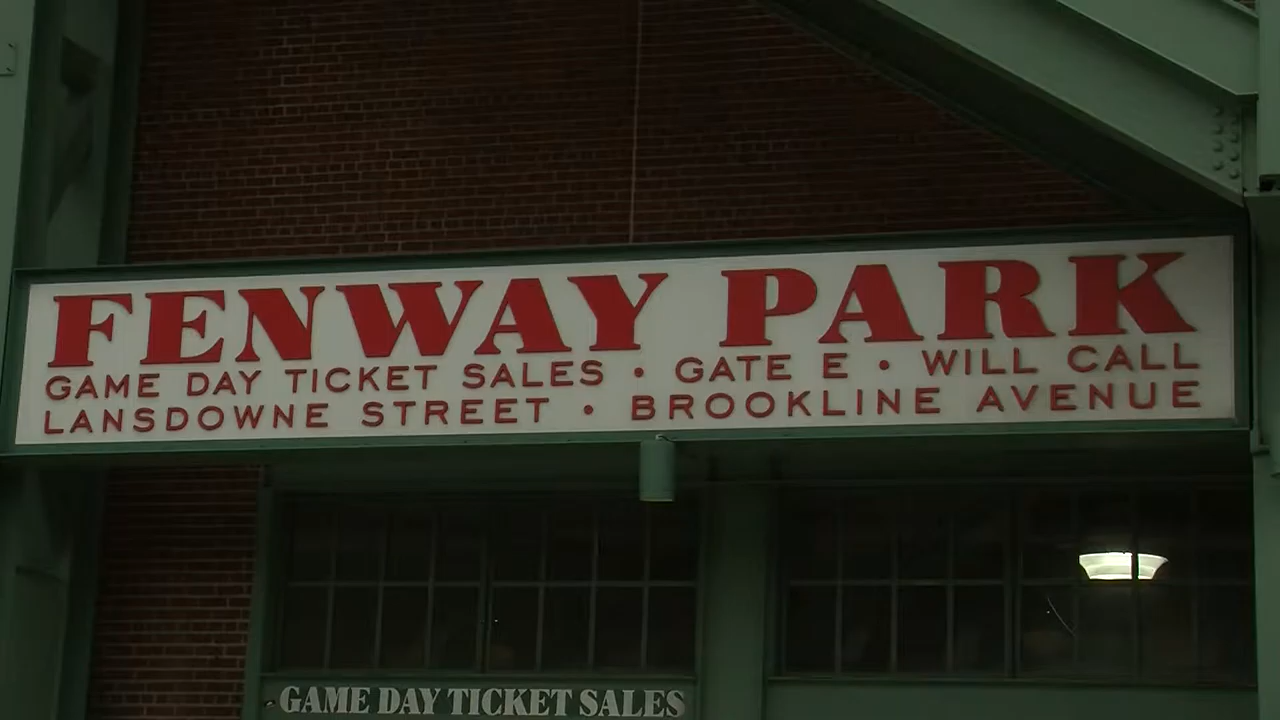 FENWAY PARK
GAME DAY TICKET SALES • GATE E • WILL CALL
LANSDOWNE STREET • BROOKLINE AVENUE
GAME DAY TICKET SALES